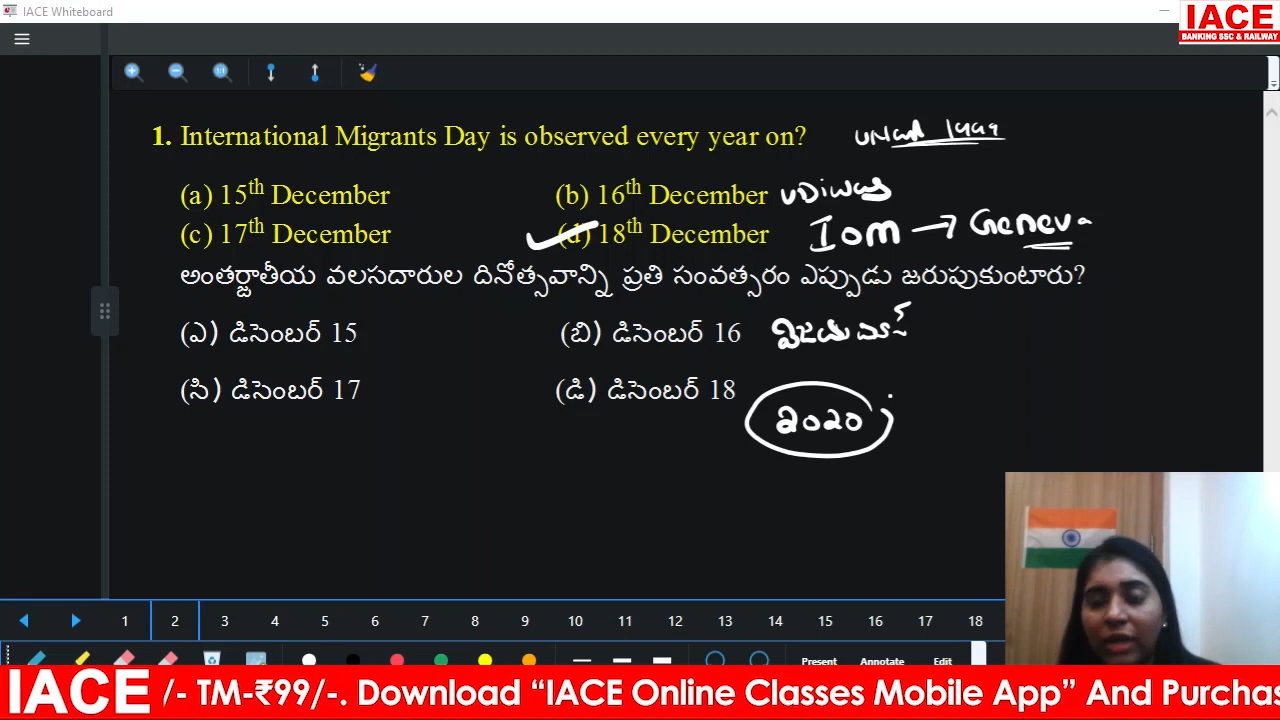 IACE Whiteboard
IACE
BANKING SSC & RAILWAY
1. International Migrants Day is observed every year on?
(a) 15th December
(b) 16th December
(c) 17th December
(d) 18th December
IOM → Geneva
అంతర్జాతీయ వలసదారుల దినోత్సవాన్ని ప్రతి సంవత్సరం ఎప్పుడు జరుపుకుంటారు?
(ఎ) డిసెంబర్ 15
(బి) డిసెంబర్ 16
(సి) డిసెంబర్ 17
(డి) డిసెంబర్ 18
2020
1 2 3 4 5 6 7 8 9 10 11 12 13 14 15 16 17 18
Present Annotate Edit
IACE /- TM-₹99/-. Download “IACE Online Classes Mobile App” And Purchas